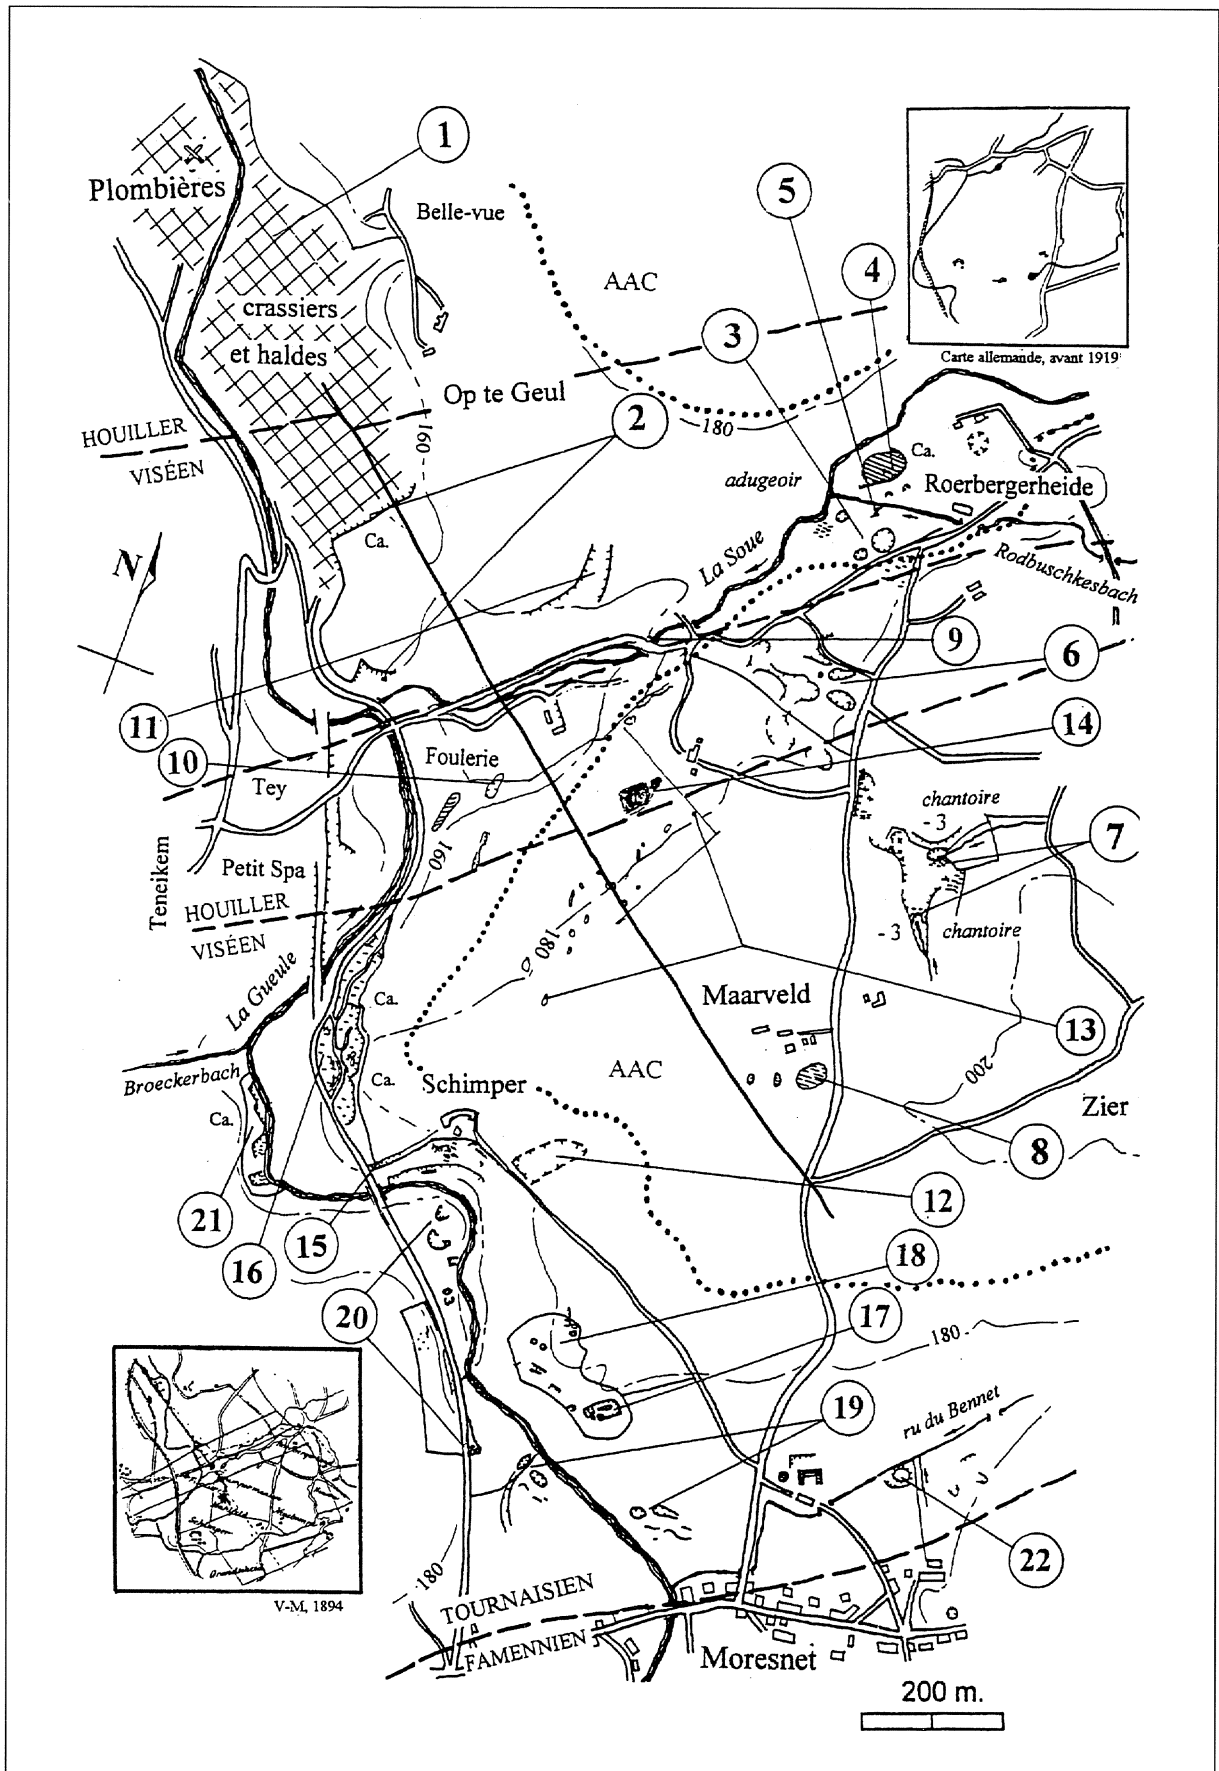 1
Plombières
Belle-vue
5
4
AAC
crassiers
et haldes
3
Carte allemande, avant 1919
Op te Geul
2
160
180
HOUILLER
VISÉEN
adugeoir
Ca.
Roerbergerheide
N
Ca.
La Soue
Rodbuschkesbach
9
6
11
10
14
Foulerie
Tey
chantoire
- 3
7
160
Teneikem
Petit Spa
HOUILLER
VISÉEN
180
- 3
chantoire
La Gueule
Ca.
Maarveld
13
Broeckerbach
Ca.
Schimper
AAC
200
Zier
Ca.
8
12
21
15
16
18
20
17
180
19
ru du Bennet
- 3
22
V-M, 1894
180
TOURNAISIEN
FAMENNIEN
Moresnet
200 m.